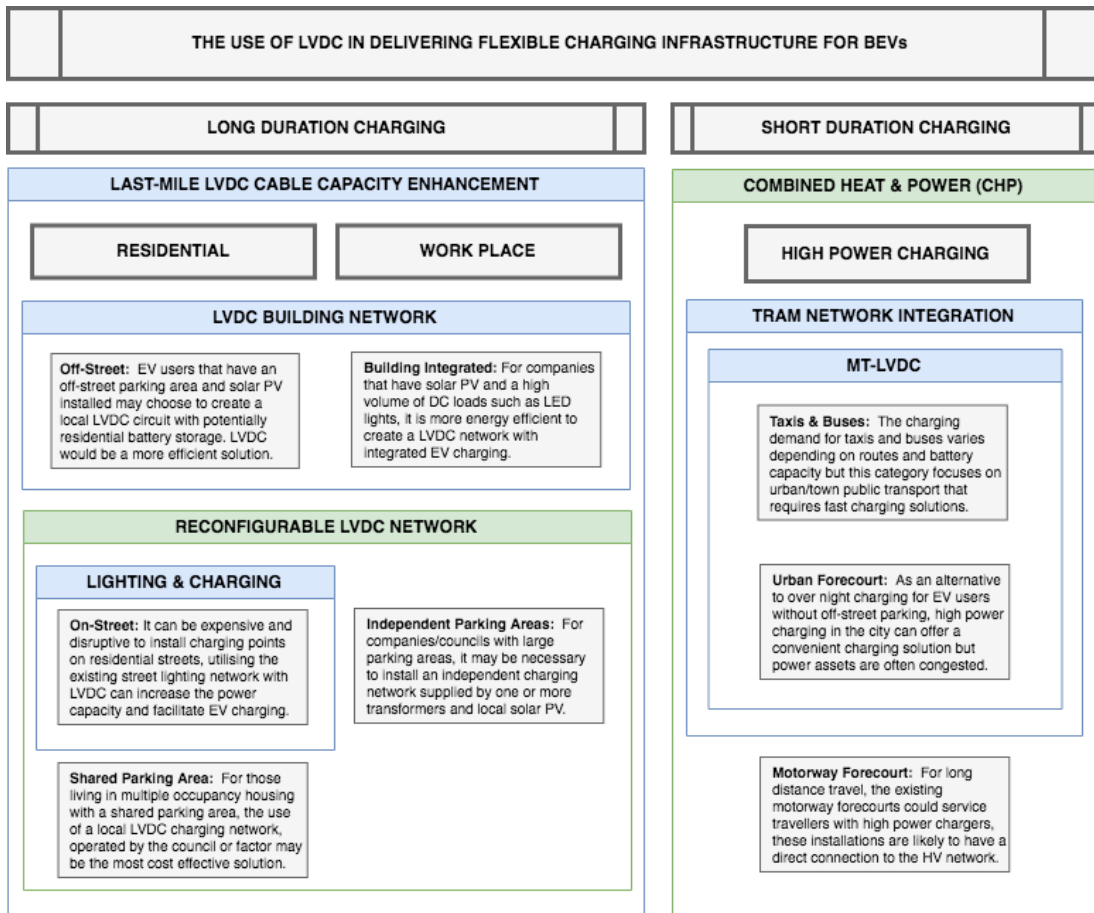 THE USE OF LVDC IN DELIVERING FLEXIBLE CHARGING INFRASTRUCTURE FOR BEVs
LONG DURATION CHARGING
LAST-MILE LVDC CABLE CAPACITY ENHANCEMENT
RESIDENTIAL
WORK PLACE
LVDC BUILDING NETWORK
Off-Street: EV users that have an
off-street parking area and solar PV
installed may choose to create a
local LVDC circuit with potentially
residential battery storage. LVDC
would be a more efficient solution.
Building Integrated: For companies
that have solar PV and a high
volume of DC loads such as LED
lights, it is more energy efficient to
create a LVDC network with
integrated EV charging.
RECONFIGURABLE LVDC NETWORK
LIGHTING & CHARGING
On-Street: It can be expensive and
disruptive to install charging points
on residential streets, utilising the
existing street lighting network with
LVDC can increase the power
capacity and facilitate EV charging.
Independent Parking Areas: For
companies/councils with large
parking areas, it may be necessary
to install an independent charging
network supplied by one or more
transformers and local solar PV.
Shared Parking Area: For those
living in multiple occupancy housing
with a shared parking area, the use
of a local LVDC charging network,
operated by the council or factor may
be the most cost effective solution.
SHORT DURATION CHARGING
COMBINED HEAT & POWER (CHP)
HIGH POWER CHARGING
TRAM NETWORK INTEGRATION
MT-LVDC
Taxis & Buses: The charging
demand for taxis and buses varies
depending on routes and battery
capacity but this category focuses on
urban/town public transport that
requires fast charging solutions.
Urban Forecourt: As an alternative
to over night charging for EV users
without off-street parking, high power
charging in the city can offer a
convenient charging solution but
power assets are often congested.
Motorway Forecourt: For long
distance travel, the existing
motorway forecourts could service
travellers with high power chargers,
these installations are likely to have a
direct connection to the HV network.